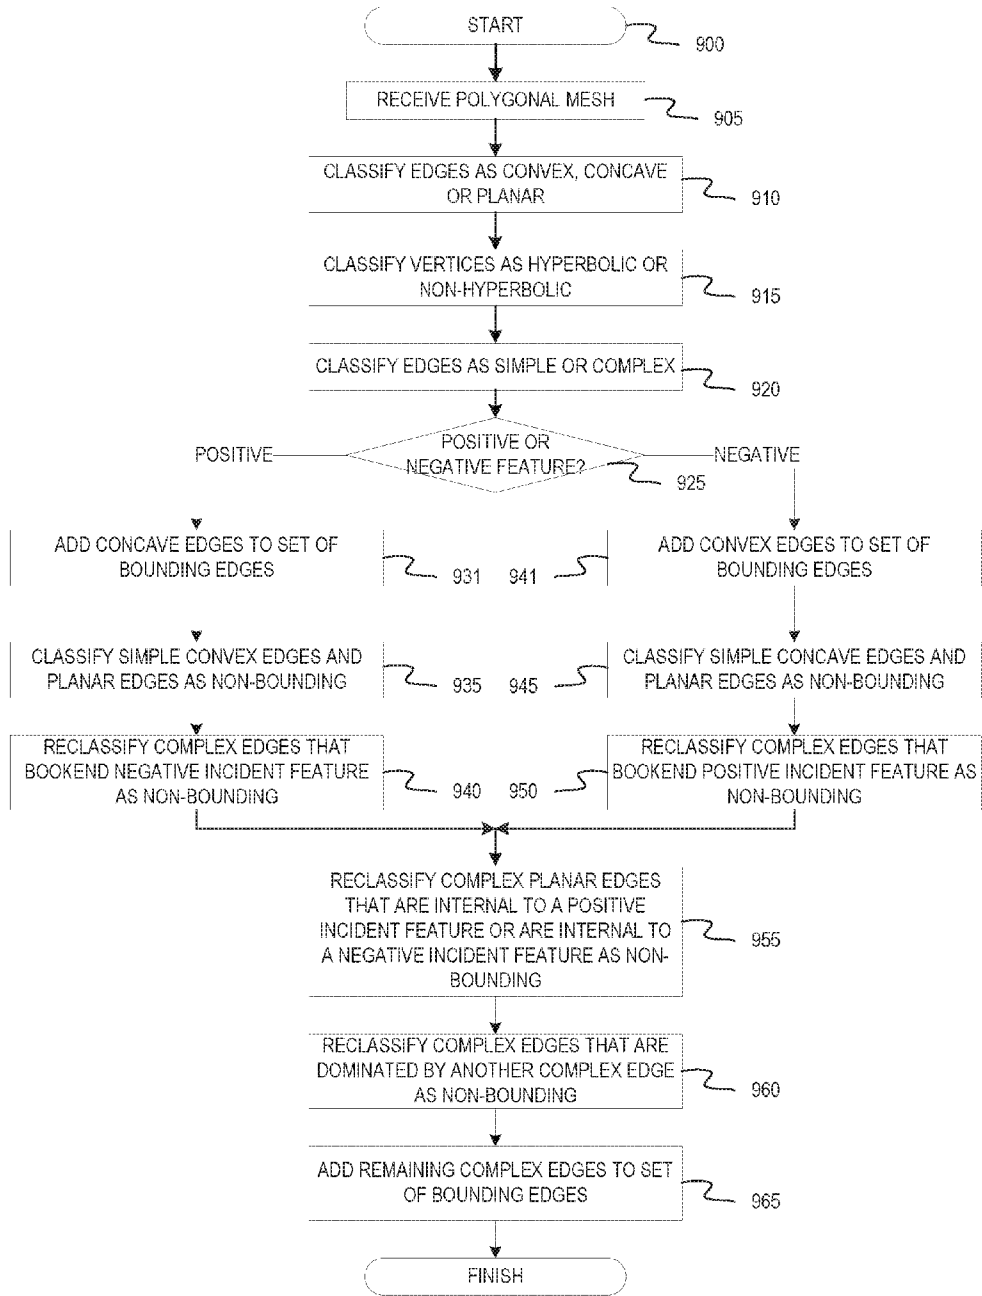 START
900
RECEIVE POLYGONAL MESH
905
CLASSIFY EDGES AS CONVEX, CONCAVE
OR PLANAR
910
CLASSIFY VERTICES AS HYPERBOLIC OR
NON-HYPERBOLIC
915
CLASSIFY EDGES AS SIMPLE OR COMPLEX
920
POSITIVE OR
NEGATIVE FEATURE?
925
POSITIVE
NEGATIVE
ADD CONCAVE EDGES TO SET OF
BOUNDING EDGES
931
941
ADD CONVEX EDGES TO SET OF
BOUNDING EDGES
CLASSIFY SIMPLE CONVEX EDGES AND
PLANAR EDGES AS NON-BOUNDING
935
945
CLASSIFY SIMPLE CONCAVE EDGES AND
PLANAR EDGES AS NON-BOUNDING
RECLASSIFY COMPLEX EDGES THAT
BOOKEND NEGATIVE INCIDENT FEATURE
AS NON-BOUNDING
940
950
RECLASSIFY COMPLEX EDGES THAT
BOOKEND POSITIVE INCIDENT FEATURE AS
NON-BOUNDING
RECLASSIFY COMPLEX PLANAR EDGES
THAT ARE INTERNAL TO A POSITIVE
INCIDENT FEATURE OR ARE INTERNAL TO
A NEGATIVE INCIDENT FEATURE AS NON-
BOUNDING
955
RECLASSIFY COMPLEX EDGES THAT ARE
DOMINATED BY ANOTHER COMPLEX EDGE
AS NON-BOUNDING
960
ADD REMAINING COMPLEX EDGES TO SET
OF BOUNDING EDGES
965
FINISH